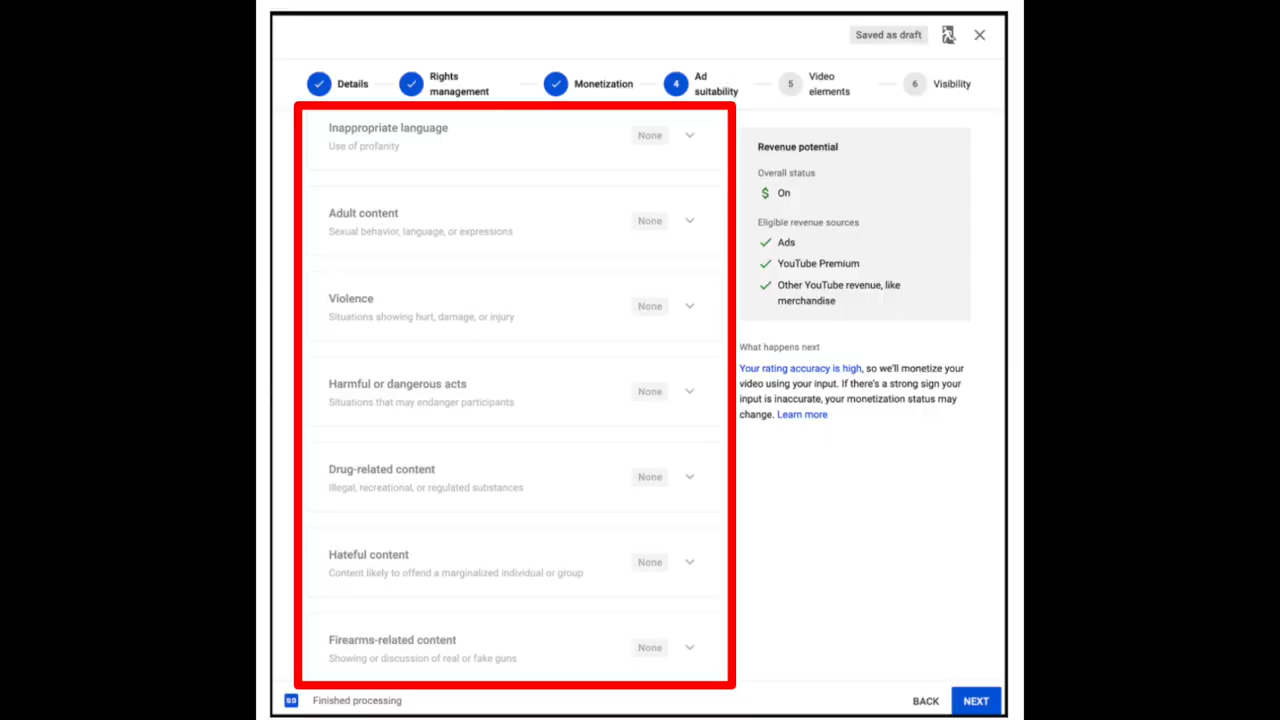 Saved as draft
Details
Rights
management
Monetization
4
Ad
suitability
5
Video
elements
6
Visibility
Inappropriate language
None
Use of profanity
Adult content
None
Sexual behavior, language, or expressions
Violence
None
Situations showing hurt, damage, or injury
Harmful or dangerous acts
None
Situations that may endanger participants
Drug-related content
None
Illegal, recreational, or regulated substances
Hateful content
None
Content likely to offend a marginalized individual or group
Firearms-related content
None
Showing or discussion of real or fake guns
Revenue potential
Overall status
$ On
Eligible revenue sources
Ads
YouTube Premium
Other YouTube revenue, like
merchandise
What happens next
Your rating accuracy is high, so we'll monetize your
video using your input. If there's a strong sign your
input is inaccurate, your monetization status may
change. Learn more
SD
Finished processing
BACK
NEXT